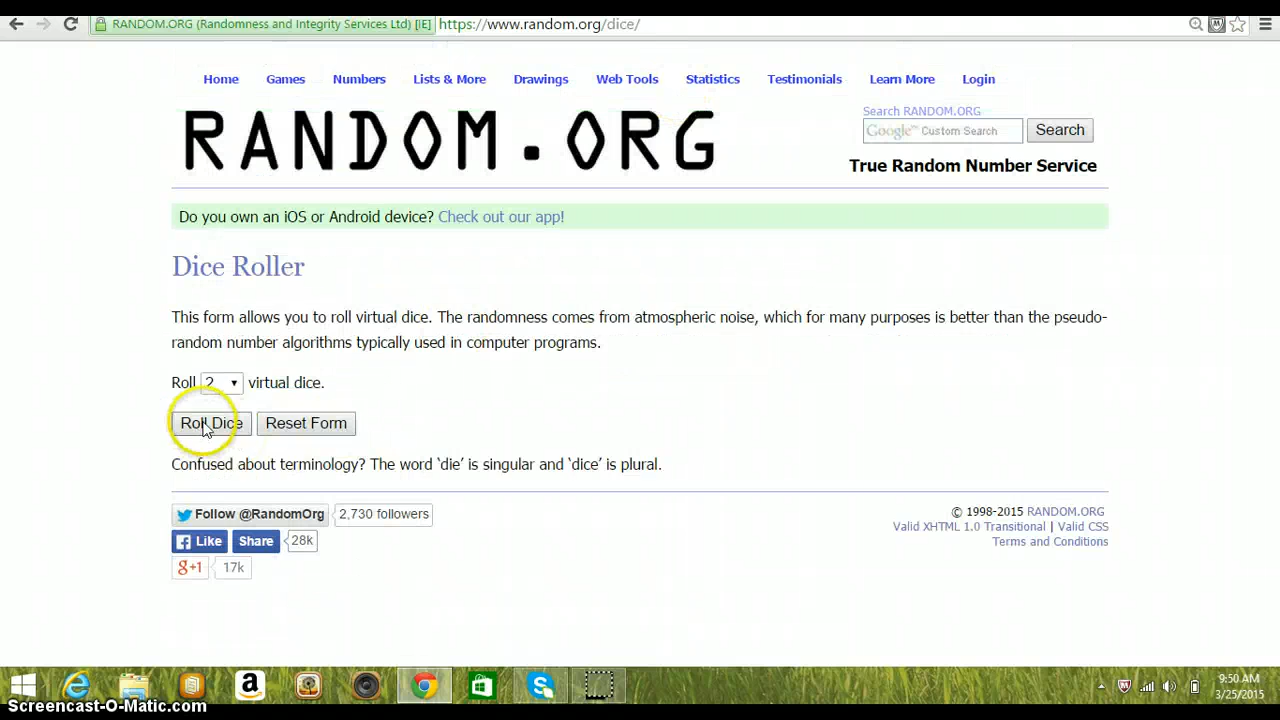 RANDOM.ORG (Randomness and Integrity Services Ltd) [IE] https://www.random.org/dice/
Home Games Numbers Lists & More Drawings Web Tools Statistics Testimonials Learn More Login
RANDOM.ORG
Search RANDOM.ORG
Google™ Custom Search Search
True Random Number Service
Do you own an iOS or Android device? Check out our app!
Dice Roller
This form allows you to roll virtual dice. The randomness comes from atmospheric noise, which for many purposes is better than the pseudo-
random number algorithms typically used in computer programs.
Roll 2 virtual dice.
Roll Dice Reset Form
Confused about terminology? The word ‘die’ is singular and ‘dice’ is plural.
Follow @RandomOrg 2,730 followers
Like Share 28k
g+1 17k
© 1998-2015 RANDOM.ORG
Valid XHTML 1.0 Transitional | Valid CSS
Terms and Conditions
9:50 AM
3/25/2015
Screencast-O-Matic.com